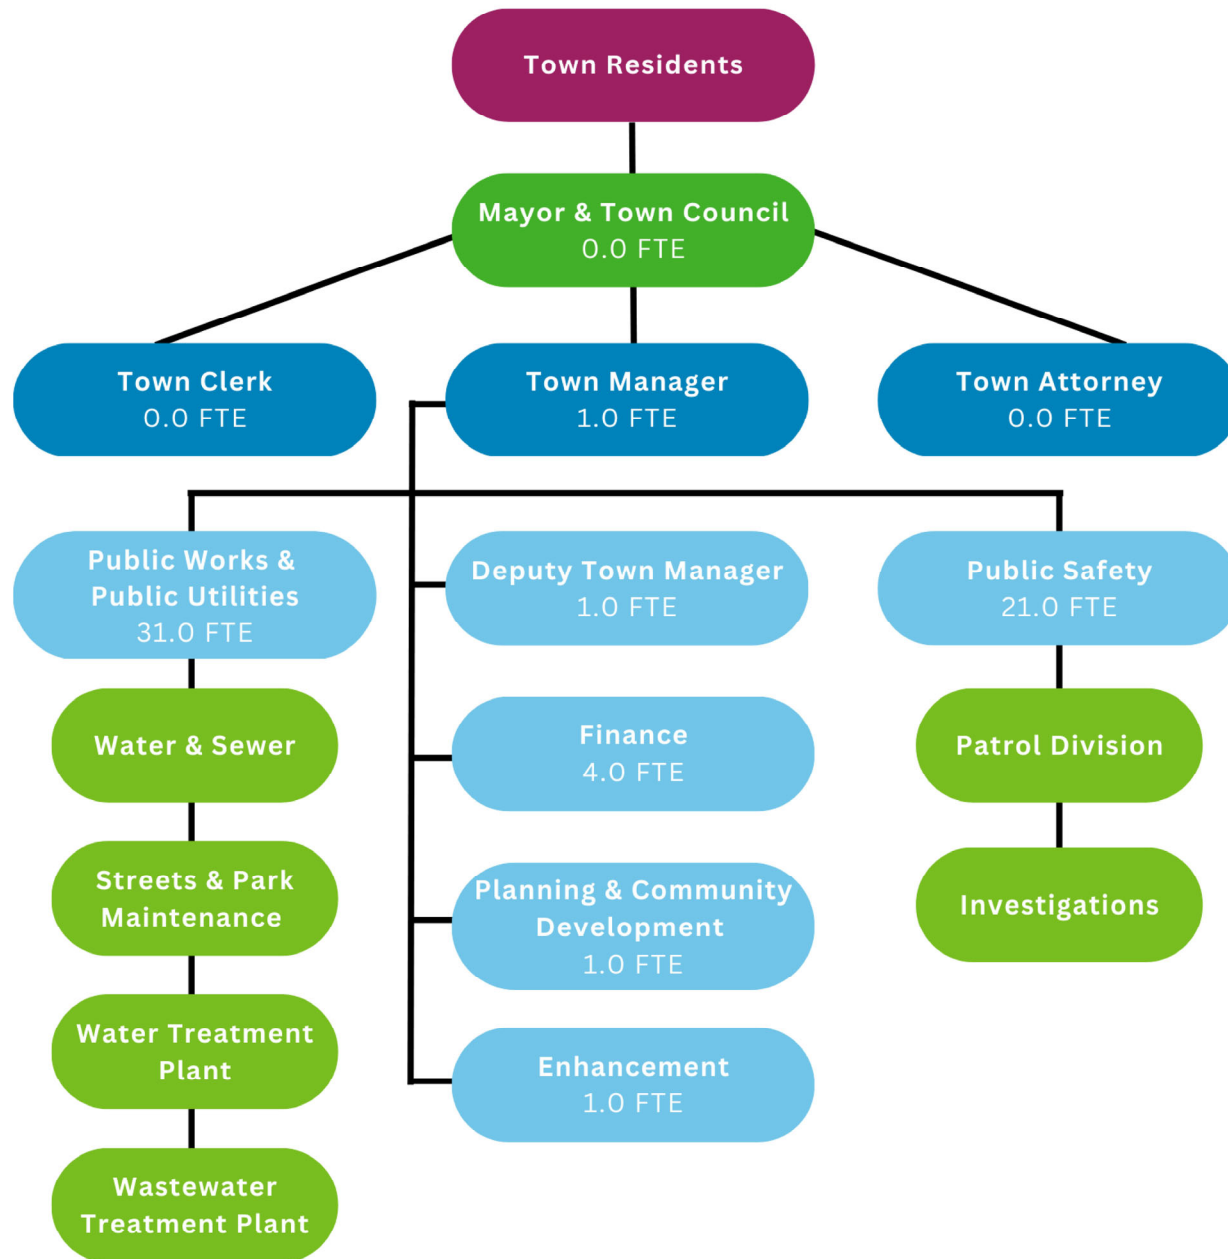 Town Residents
Mayor & Town Council
0.0 FTE
Town Clerk
0.0 FTE
Town Manager
1.0 FTE
Town Attorney
0.0 FTE
Public Works &
Public Utilities
31.0 FTE
Deputy Town Manager
1.0 FTE
Public Safety
21.0 FTE
Water & Sewer
Finance
4.0 FTE
Patrol Division
Streets & Park
Maintenance
Planning & Community
Development
1.0 FTE
Investigations
Water Treatment
Plant
Enhancement
1.0 FTE
Wastewater
Treatment Plant